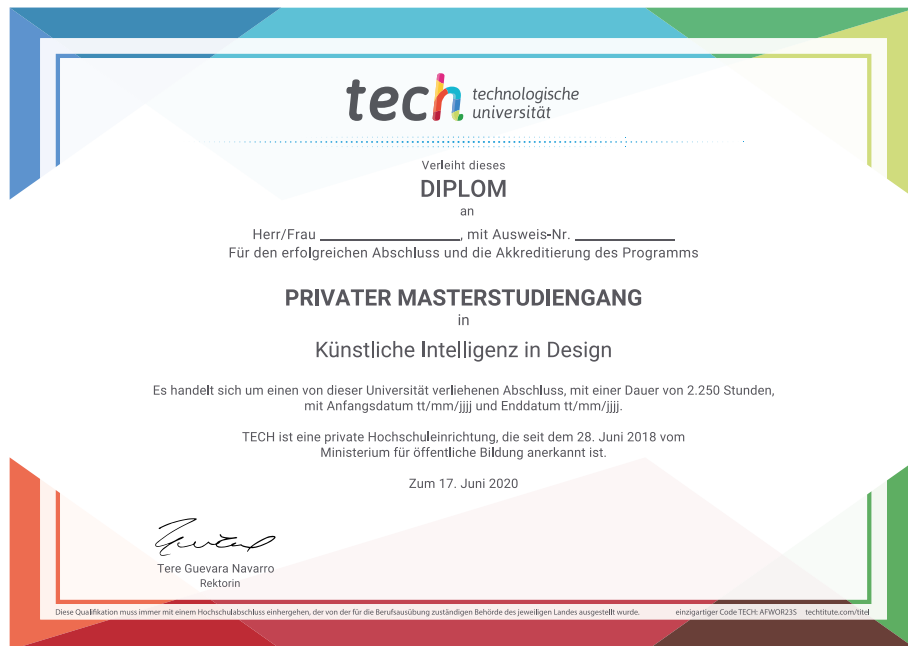 tech technologische
universität
Verleiht dieses
DIPLOM
an
Herr/Frau ____________________, mit Ausweis-Nr. ______________
Für den erfolgreichen Abschluss und die Akkreditierung des Programms
PRIVATER MASTERSTUDIENGANG
in
Künstliche Intelligenz in Design
Es handelt sich um einen von dieser Universität verliehenen Abschluss, mit einer Dauer von 2.250 Stunden,
mit Anfangsdatum tt/mm/jjjj und Enddatum tt/mm/jjjj.
TECH ist eine private Hochschuleinrichtung, die seit dem 28. Juni 2018 vom
Ministerium für öffentliche Bildung anerkannt ist.
Zum 17. Juni 2020
Tere Guevara Navarro
Rektorin
Diese Qualifikation muss immer mit einem Hochschulabschluss einhergehen, der von der für die Berufsausübung zuständigen Behörde des jeweiligen Landes ausgestellt wurde. einzigartiger Code TECH: AFWOR23S techtitute.com/titel